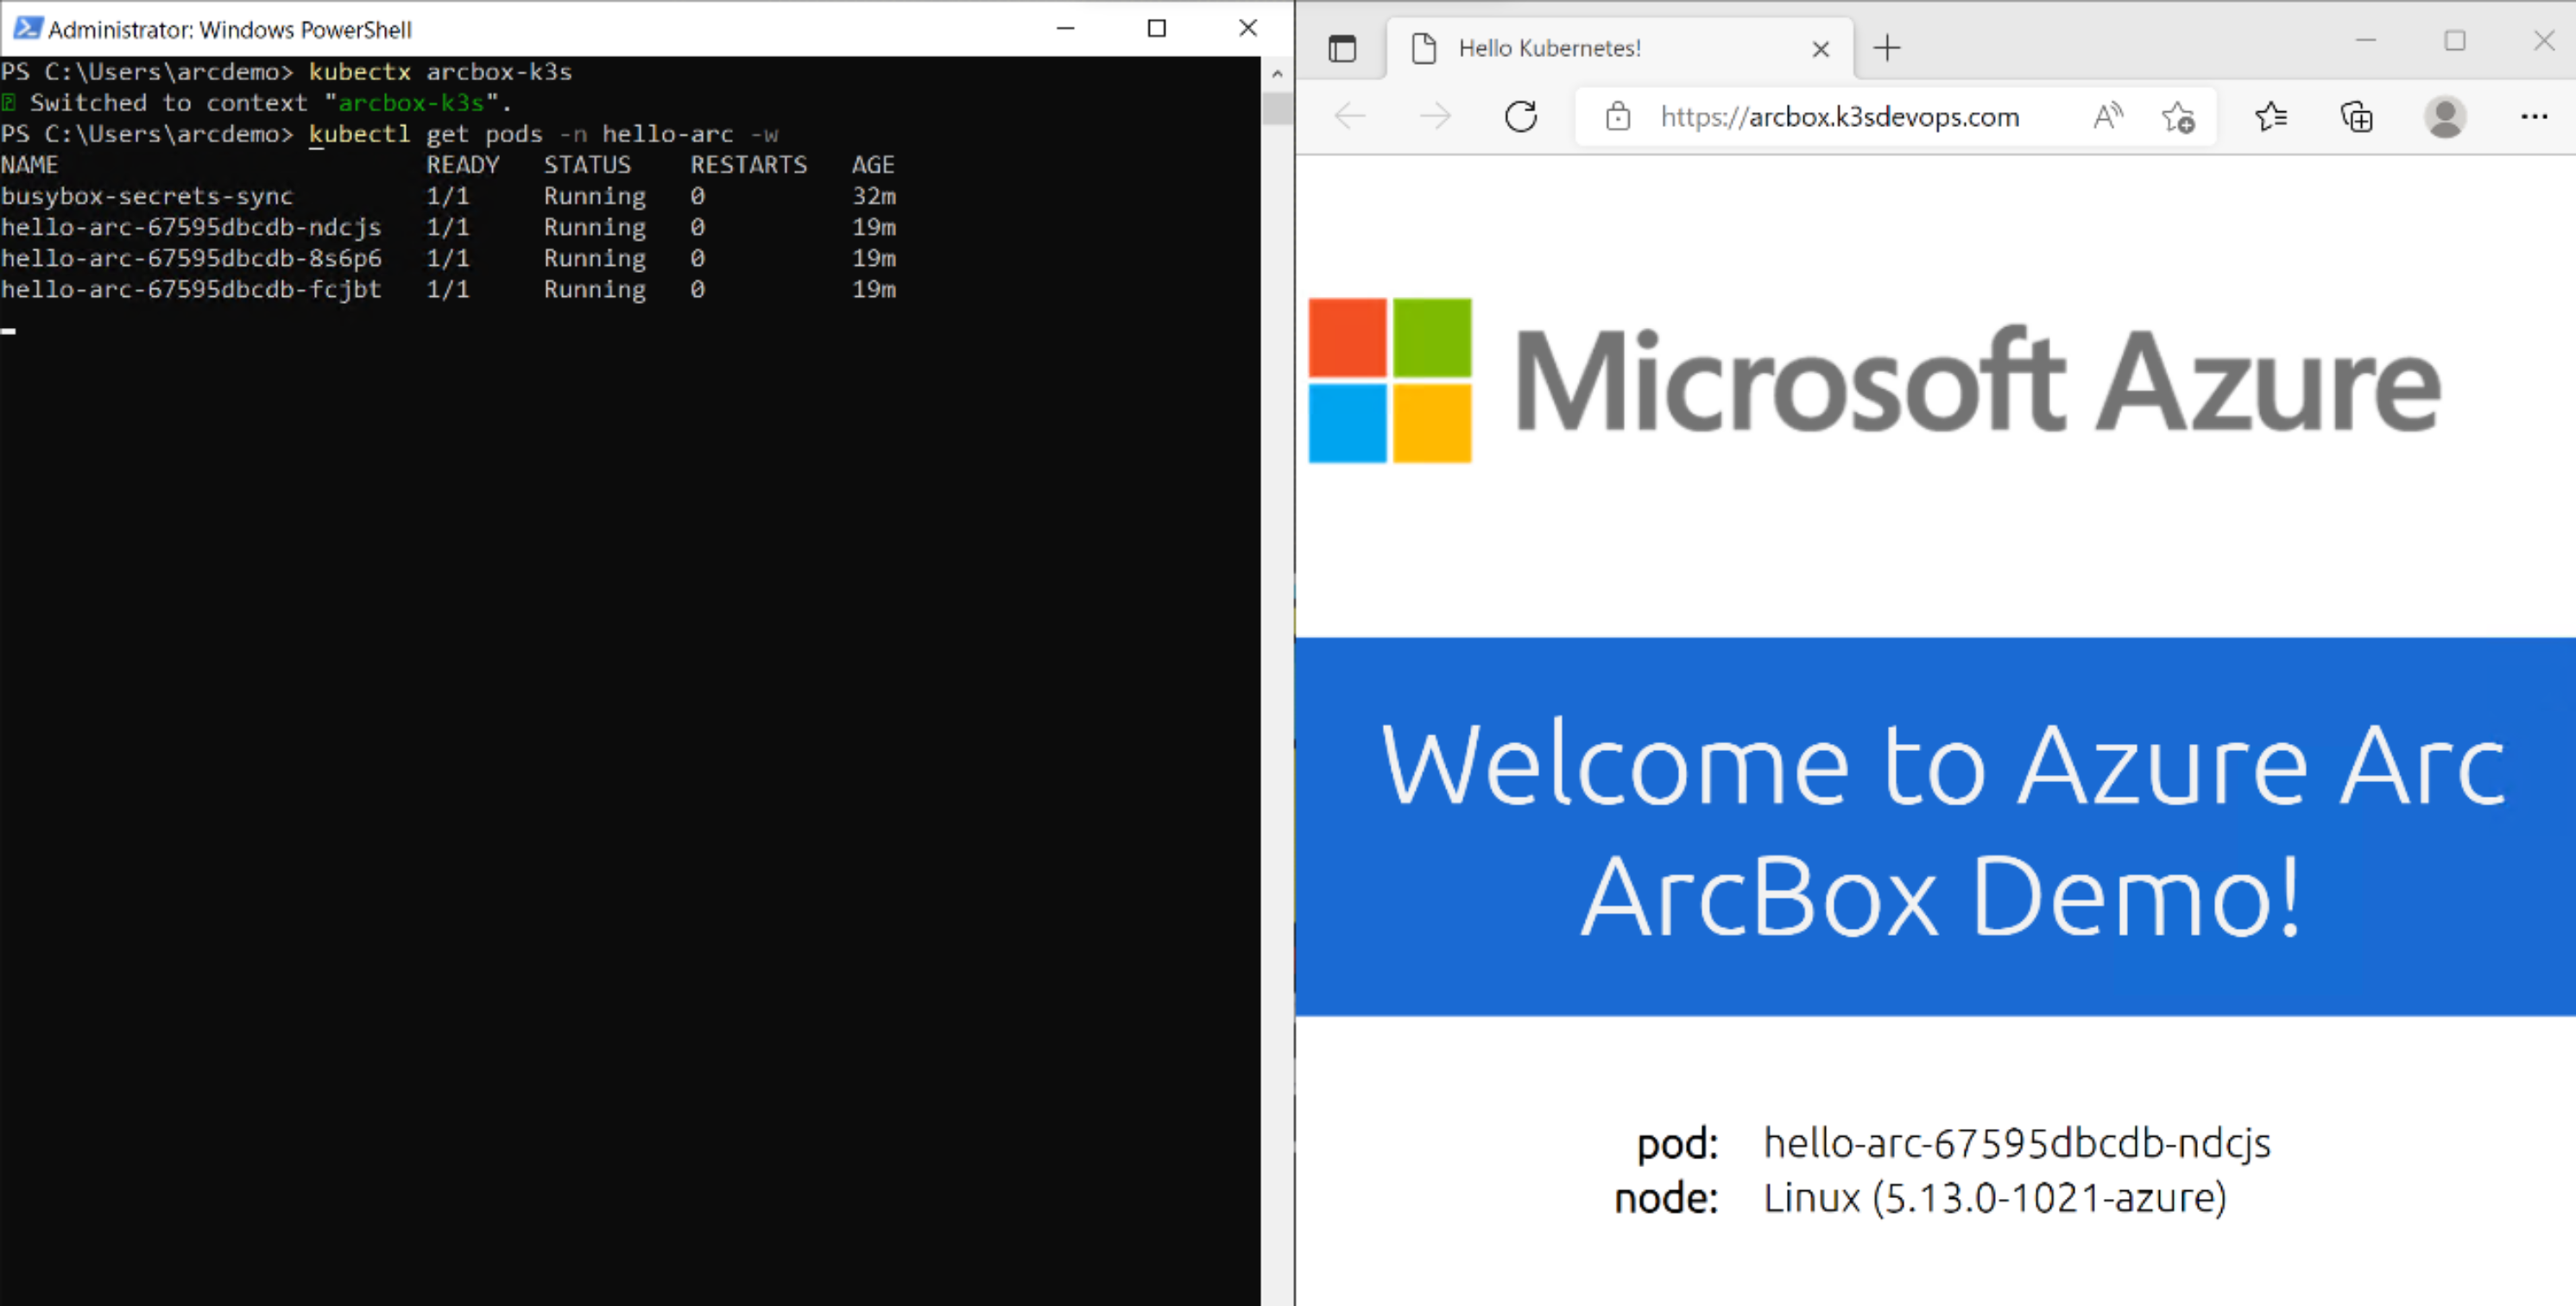 Administrator: Windows PowerShell
PS C:\Users\arcdemo> kubectx arcbox-k3s
Switched to context "arcbox-k3s".
PS C:\Users\arcdemo> kubectl get pods -n hello-arc -w
NAME READY STATUS RESTARTS AGE
busybox-secrets-sync 1/1 Running 0 32m
hello-arc-67595dbcdb-ndcjs 1/1 Running 0 19m
hello-arc-67595dbcdb-8s6p6 1/1 Running 0 19m
hello-arc-67595dbcdb-fcjbt 1/1 Running 0 19m
Hello Kubernetes!
https://arcbox.k3sdevops.com
Microsoft Azure
Welcome to Azure Arc
ArcBox Demo!
pod: hello-arc-67595dbcdb-ndcjs
node: Linux (5.13.0-1021-azure)